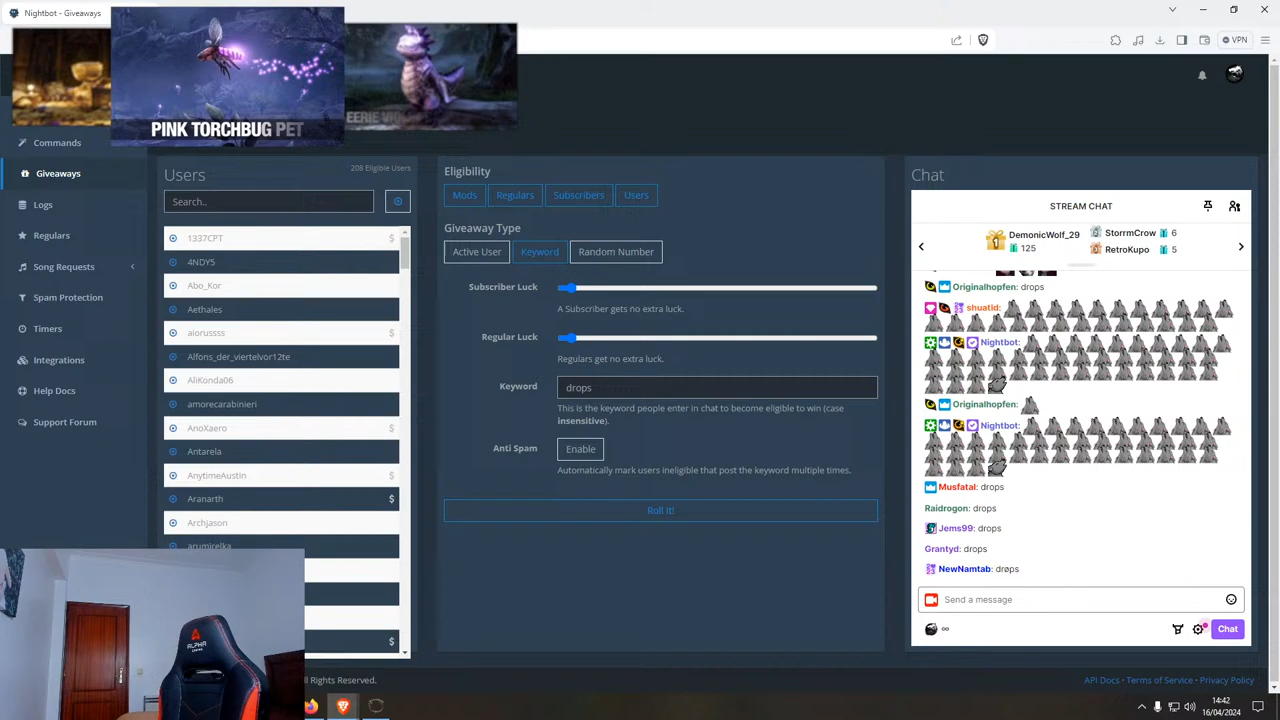 Nightbot - Giveaways
VPN
PINK TORCHBUG PET
EERIE
Commands
Giveaways
Logs
Regulars
Song Requests
Spam Protection
Timers
Integrations
Help Docs
Support Forum
Users
208 Eligible Users
Search..
1337CPT $
4NDY5
Abo_Kor
Aethales
aiorussss $
Alfons_der_viertelvor12te
AliKonda06
amorecarabinieri
AnoXaero $
Antarela
AnytimeAustin $
Aranarth $
Archjason
arumirelka
$
Eligibility
Mods
Regulars
Subscribers
Users
Giveaway Type
Active User
Keyword
Random Number
Subscriber Luck
A Subscriber gets no extra luck.
Regular Luck
Regulars get no extra luck.
Keyword
drops
This is the keyword people enter in chat to become eligible to win (case
insensitive).
Anti Spam
Enable
Automatically mark users ineligible that post the keyword multiple times.
Roll It!
Chat
STREAM CHAT
1
DemonicWolf_29
125
StorrmCrow 6
RetroKupo 5
Originalhopfen: drops
shuatid:
Nightbot:
Originalhopfen:
Nightbot:
Musfatal: drops
Raidrogon: drops
Jems99: drops
Grantyd: drops
NewNamtab: drøps
Send a message
∞
Chat
ALPHA
ll Rights Reserved.
API Docs · Terms of Service · Privacy Policy
14:42
16/04/2024